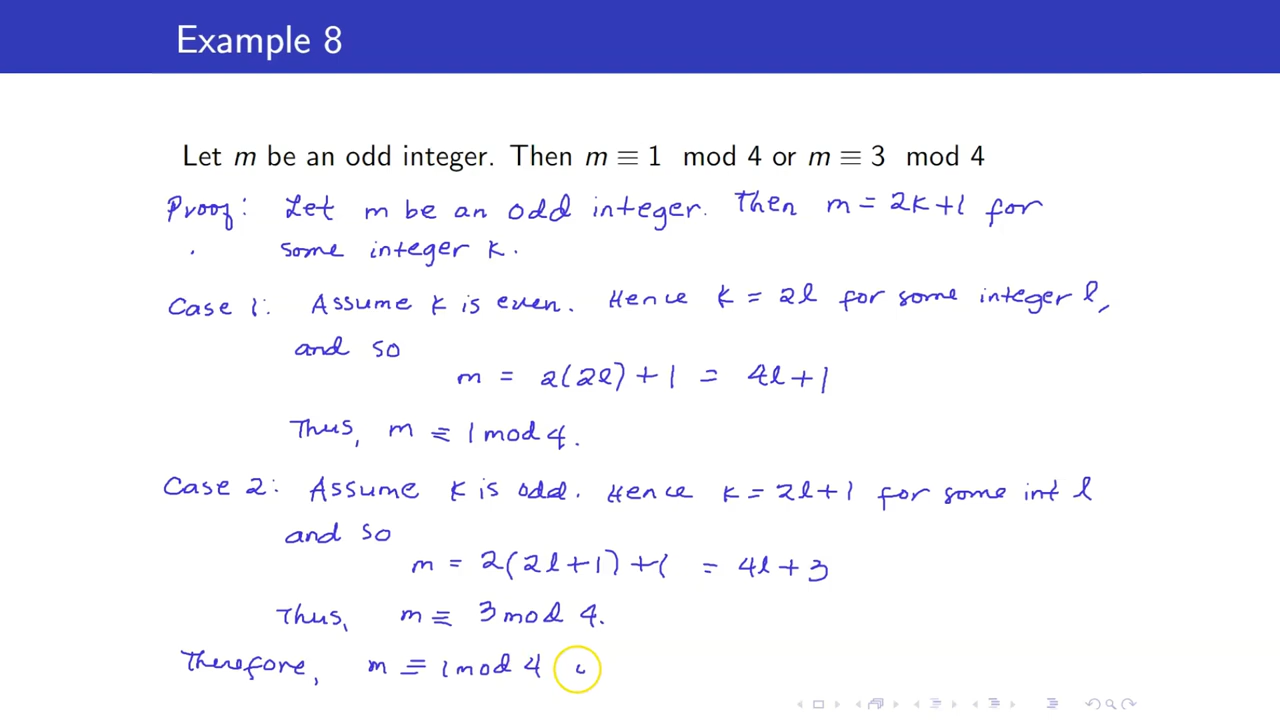 Example 8
Let m be an odd integer. Then m ≡ 1 mod 4 or m ≡ 3 mod 4
Proof: Let m be an odd integer. Then m = 2k+1 for
some integer k.
Case 1: Assume k is even. Hence k = 2l for some integer l,
and so
m = 2(2l) + 1 = 4l + 1
Thus, m ≡ 1 mod 4.
Case 2: Assume k is odd. Hence k = 2l+1 for some int l
and so
m = 2(2l+1) + 1 = 4l + 3
Thus, m ≡ 3 mod 4.
Therefore, m ≡ 1 mod 4